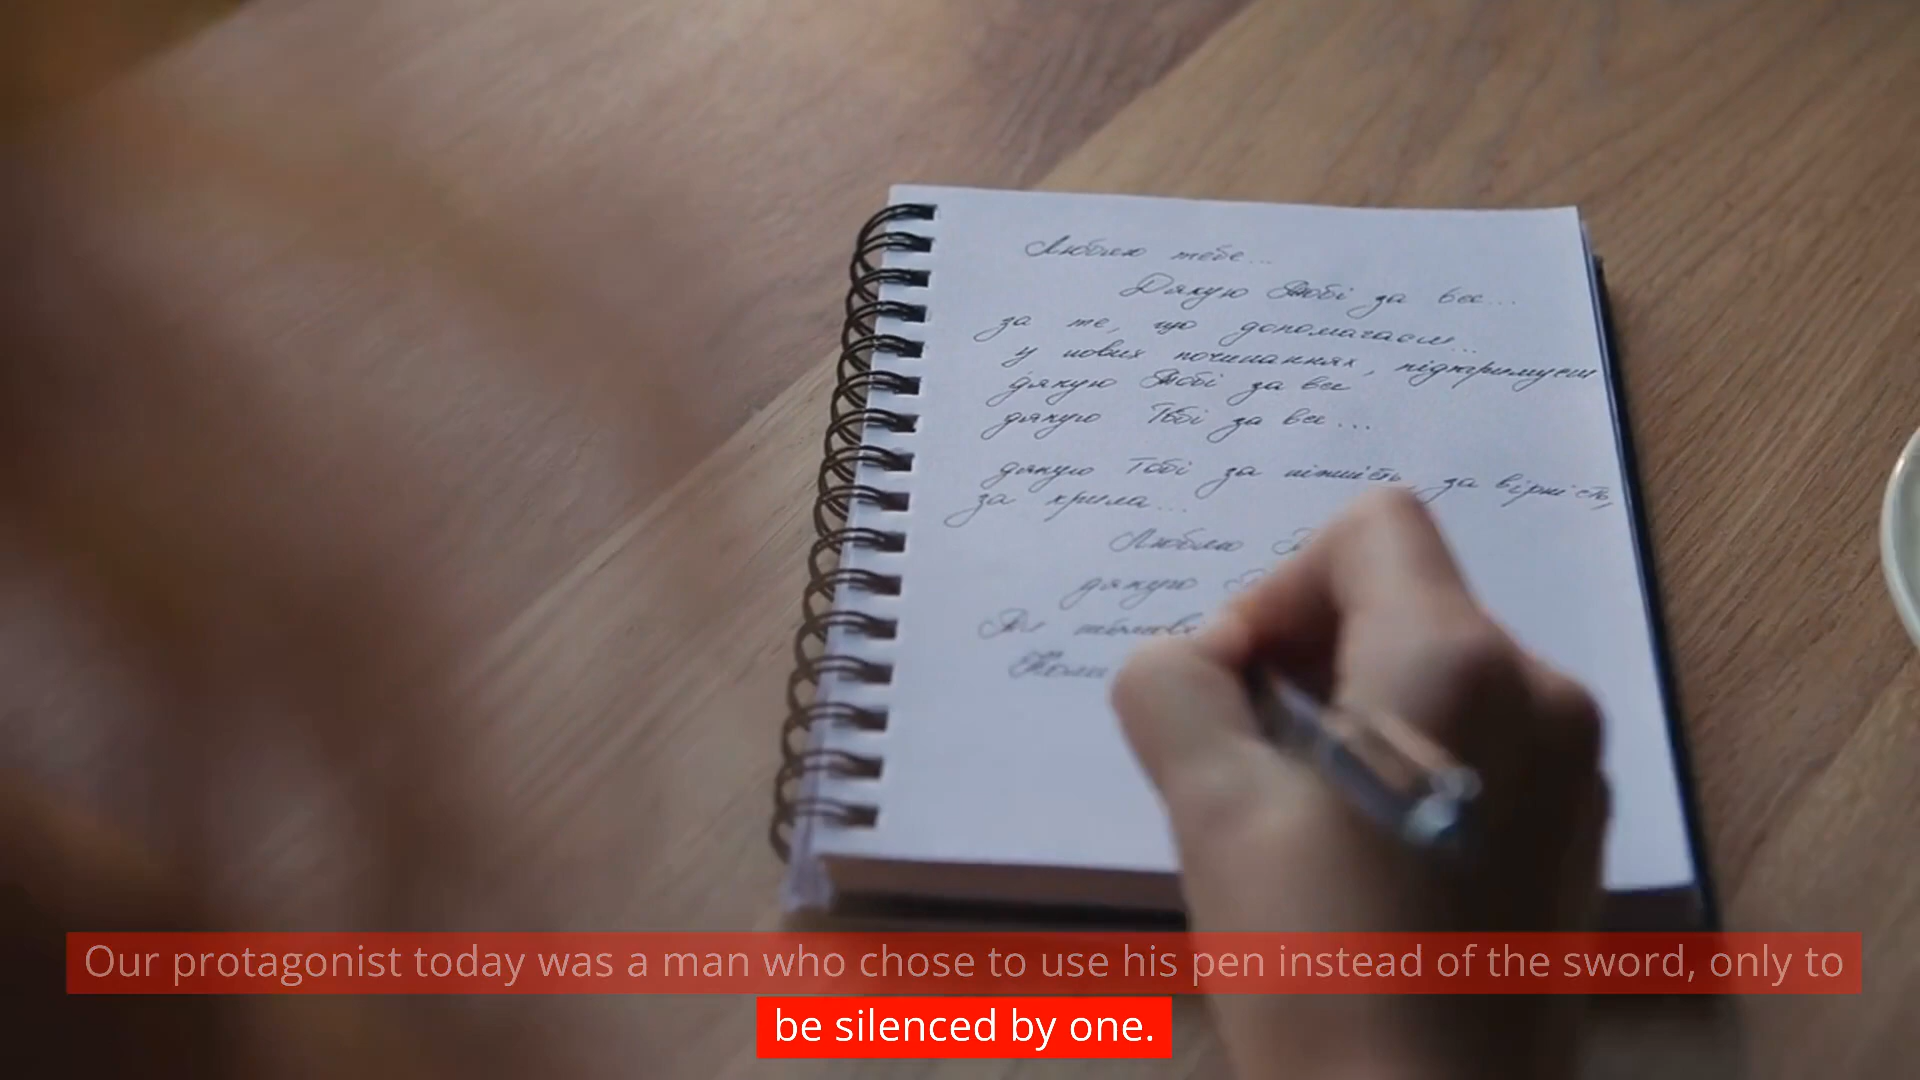 Люблю тебе...
Дякую Тобі за все...
за те, що допомагаєш...
у нових починаннях, підтримуєш
дякую Тобі за все
дякую Тобі за все...
дякую Тобі за ніжність, за вірність,
за крила...
Люблю
дякую
Коли
Our protagonist today was a man who chose to use his pen instead of the sword, only to
be silenced by one.